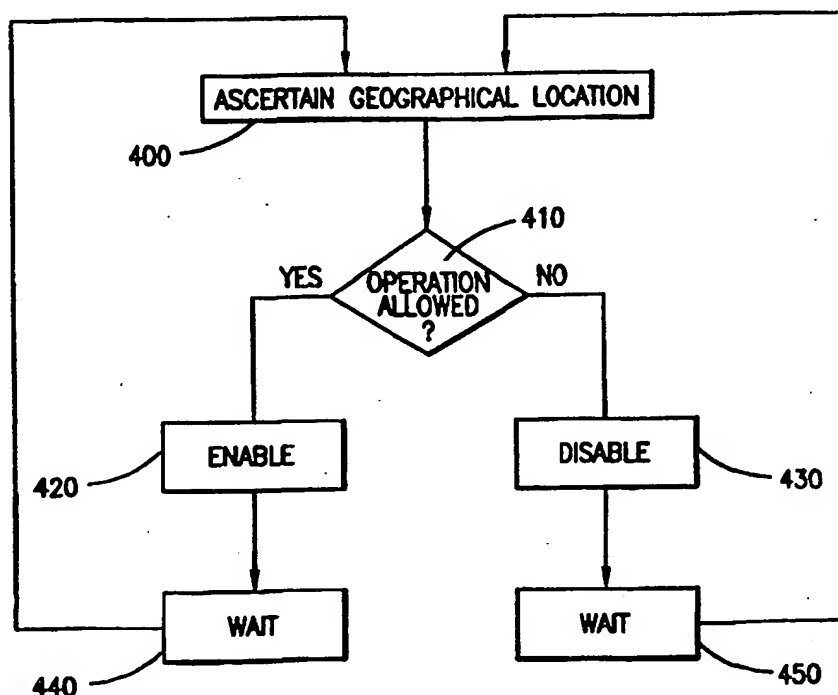 ASCERTAIN GEOGRAPHICAL LOCATION
400
410
YES
OPERATION
ALLOWED
?
NO
ENABLE
DISABLE
420
430
WAIT
WAIT
440
450